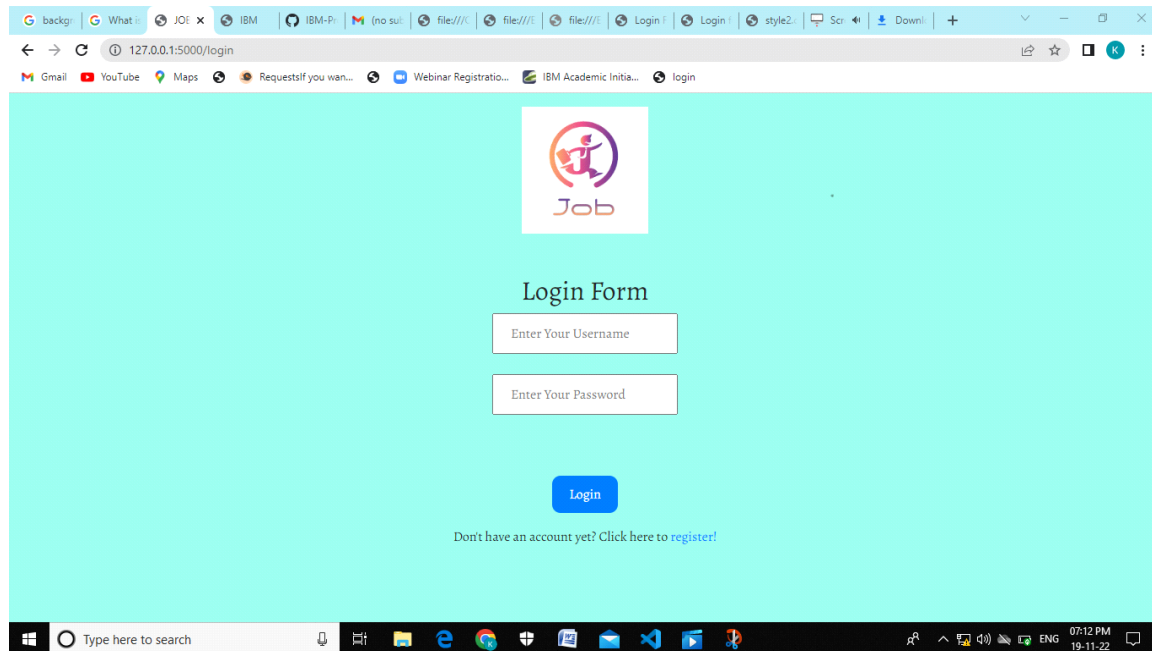 backgr What is JOB IBM IBM-Pr M (no sub file:///C file:///E file:///E Login F Login f style2.c Scr Downl
127.0.0.1:5000/login K
Gmail YouTube Maps RequestsIf you wan... Webinar Registratio... IBM Academic Initia... login
Job
Login Form
Enter Your Username
Enter Your Password
Login
Don't have an account yet? Click here to register!
Type here to search ENG 07:12 PM
19-11-22